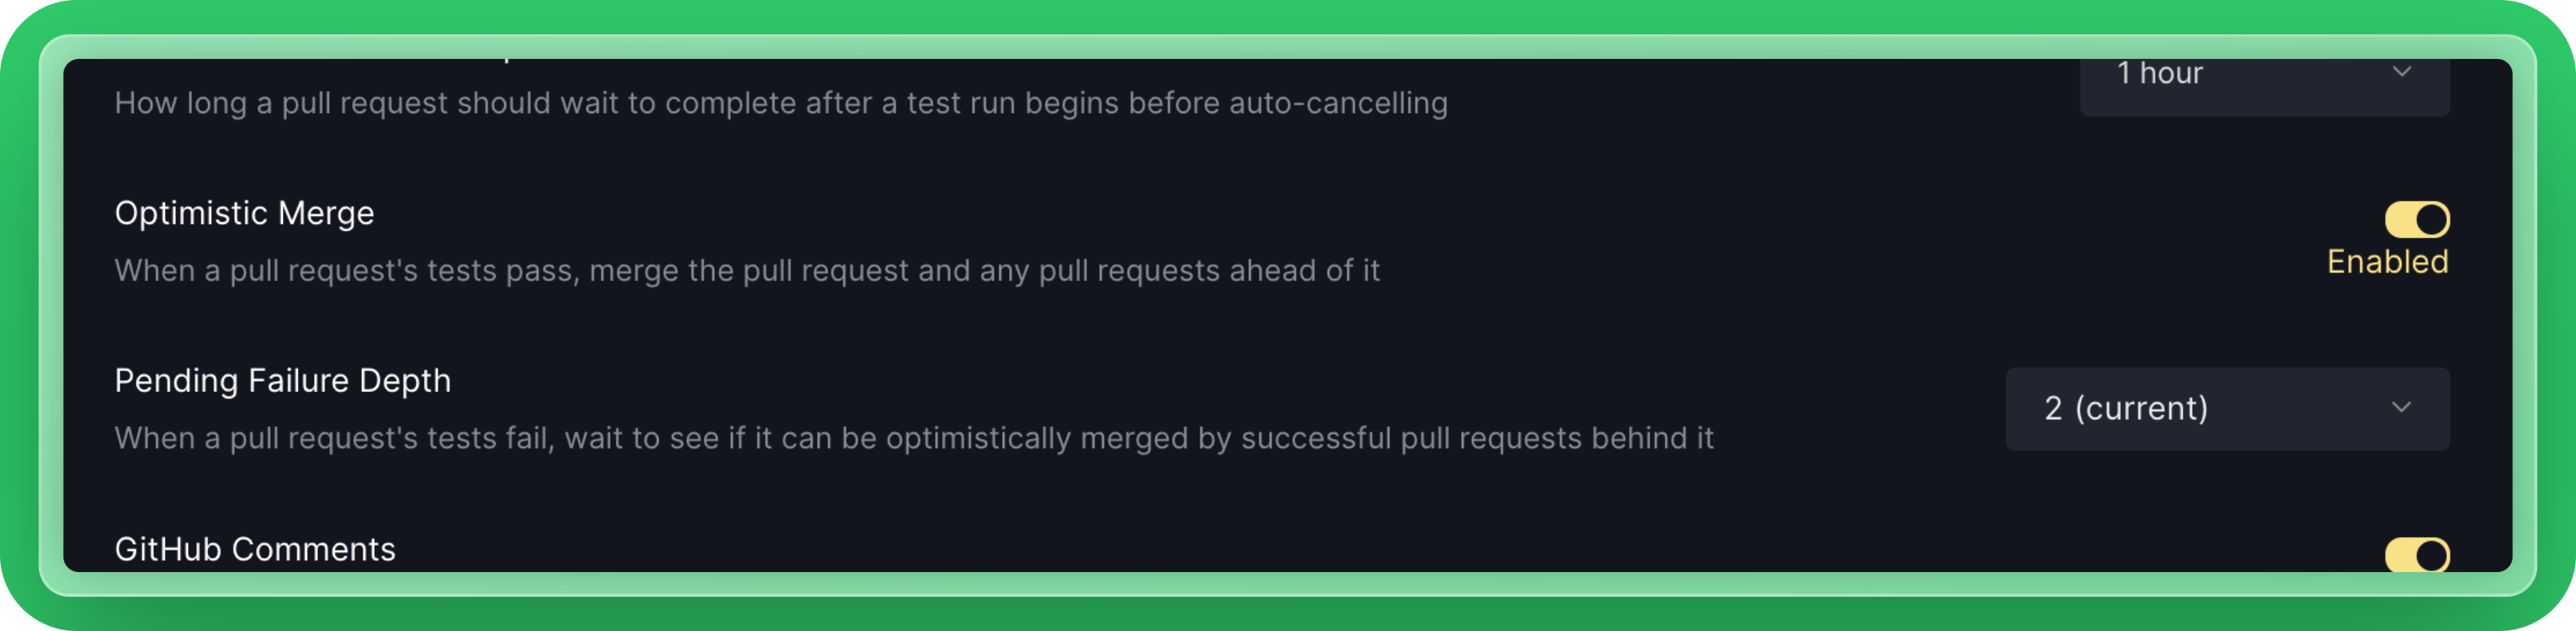 1 hour
How long a pull request should wait to complete after a test run begins before auto-cancelling
Optimistic Merge
When a pull request's tests pass, merge the pull request and any pull requests ahead of it
Enabled
Pending Failure Depth
2 (current)
When a pull request's tests fail, wait to see if it can be optimistically merged by successful pull requests behind it
GitHub Comments